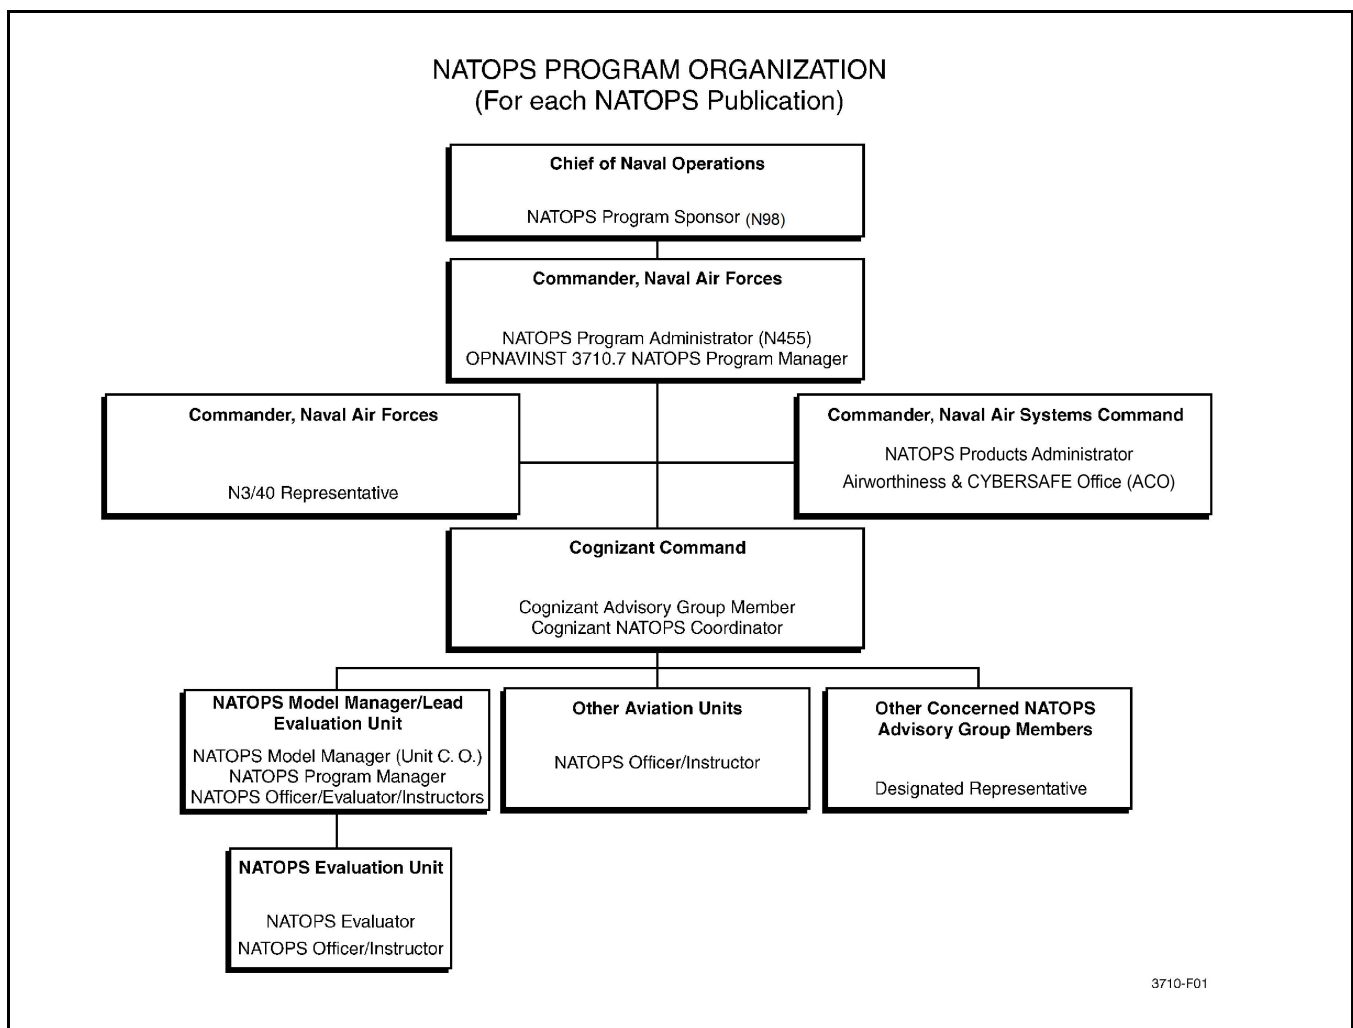 NATOPS PROGRAM ORGANIZATION
(For each NATOPS Publication)
Chief of Naval Operations
NATOPS Program Sponsor (N98)
Commander, Naval Air Forces
NATOPS Program Administrator (N455)
OPNAVINST 3710.7 NATOPS Program Manager
Commander, Naval Air Forces
N3/40 Representative
Commander, Naval Air Systems Command
NATOPS Products Administrator
Airworthiness & CYBERSAFE Office (ACO)
Cognizant Command
Cognizant Advisory Group Member
Cognizant NATOPS Coordinator
NATOPS Model Manager/Lead
Evaluation Unit
NATOPS Model Manager (Unit C. O.)
NATOPS Program Manager
NATOPS Officer/Evaluator/Instructors
Other Aviation Units
NATOPS Officer/Instructor
Other Concerned NATOPS
Advisory Group Members
Designated Representative
NATOPS Evaluation Unit
NATOPS Evaluator
NATOPS Officer/Instructor
3710-F01